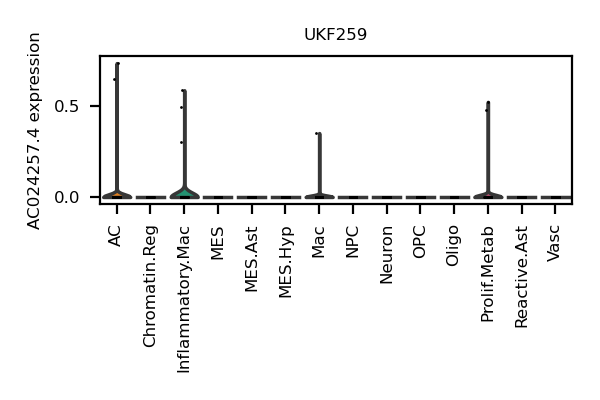 UKF259
AC024257.4 expression
0.5
0.0
AC
Chromatin.Reg
Inflammatory.Mac
MES
MES.Ast
MES.Hyp
Mac
NPC
Neuron
OPC
Oligo
Prolif.Metab
Reactive.Ast
Vasc